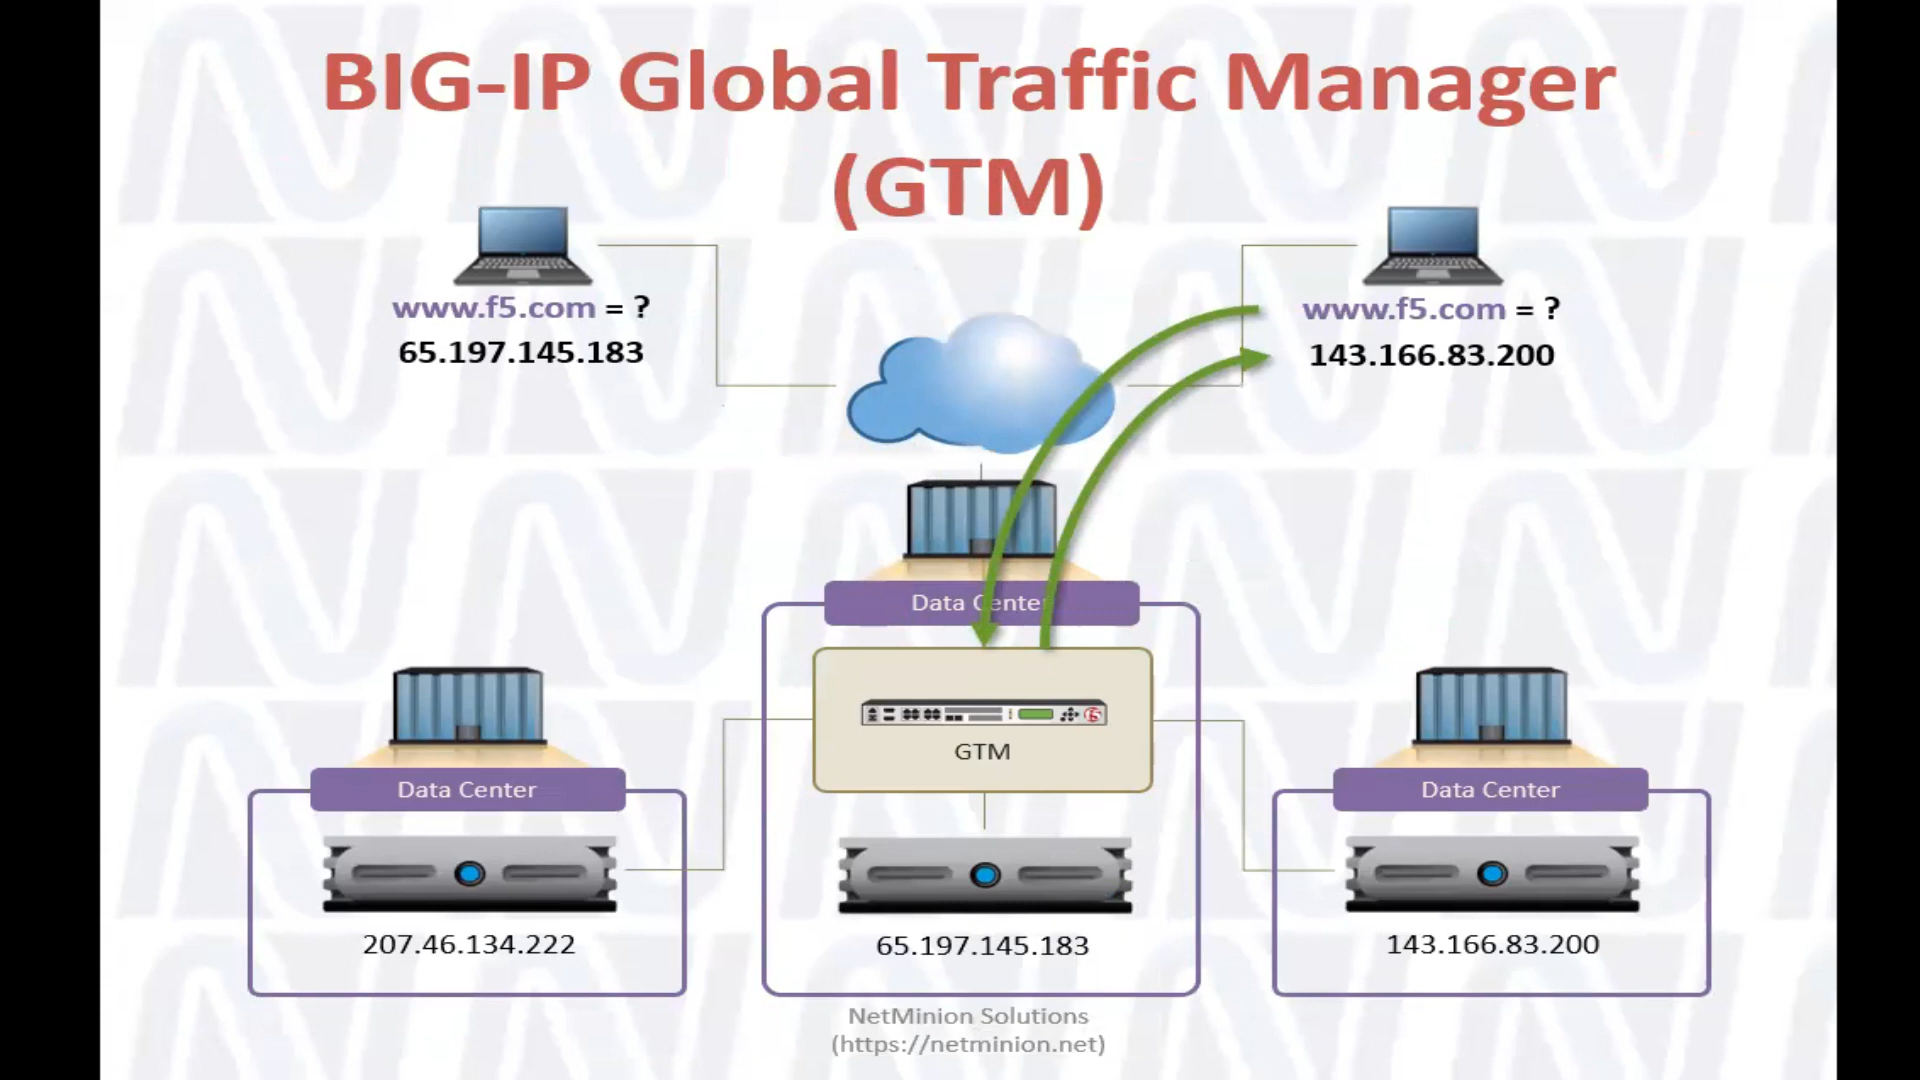 BIG-IP Global Traffic Manager
(GTM)
www.f5.com = ?
65.197.145.183
www.f5.com = ?
143.166.83.200
Data Center
GTM
Data Center
Data Center
207.46.134.222
65.197.145.183
143.166.83.200
NetMinion Solutions
(https://netminion.net)